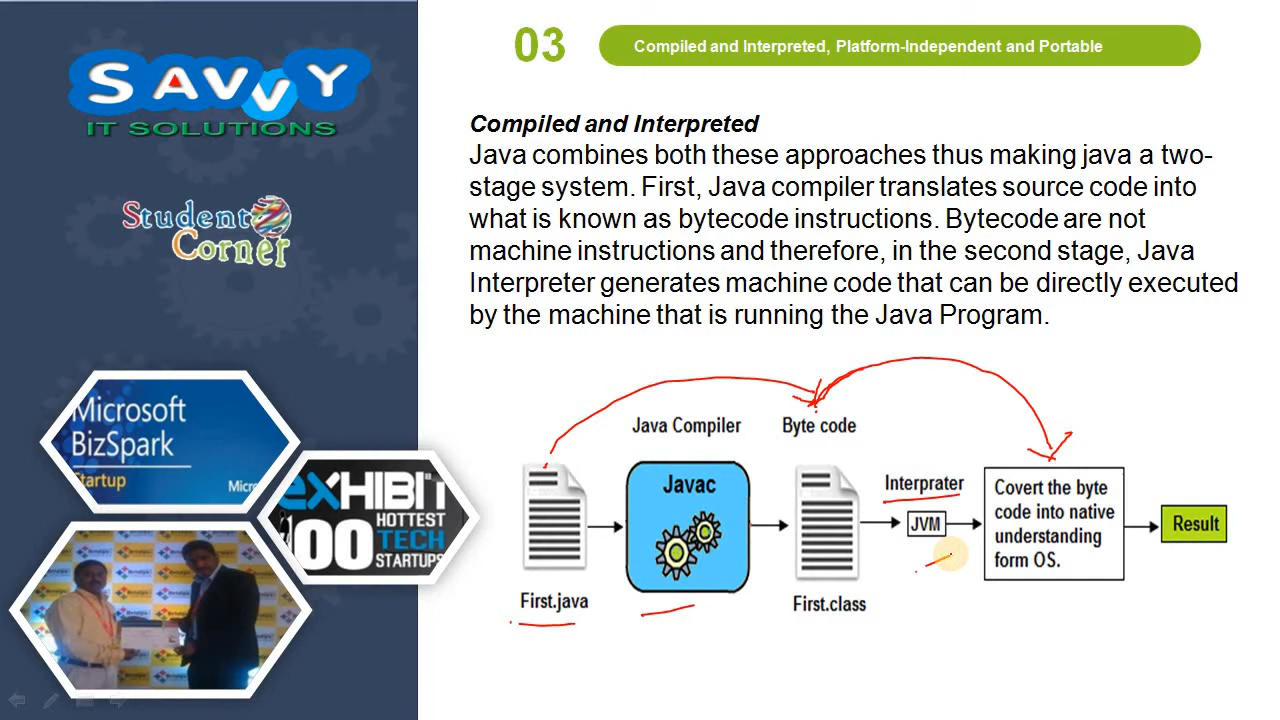 SAVVY
IT SOLUTIONS
Student
Corner
Microsoft
BizSpark
Startup
Micr
EXHIBIT
100
HOTTEST
TECH
STARTUPS
03
Compiled and Interpreted, Platform-Independent and Portable
Compiled and Interpreted
Java combines both these approaches thus making java a two-
stage system. First, Java compiler translates source code into
what is known as bytecode instructions. Bytecode are not
machine instructions and therefore, in the second stage, Java
Interpreter generates machine code that can be directly executed
by the machine that is running the Java Program.
Java Compiler
Byte code
Javac
Interprater
JVM
Covert the byte
code into native
understanding
form OS.
Result
First.java
First.class